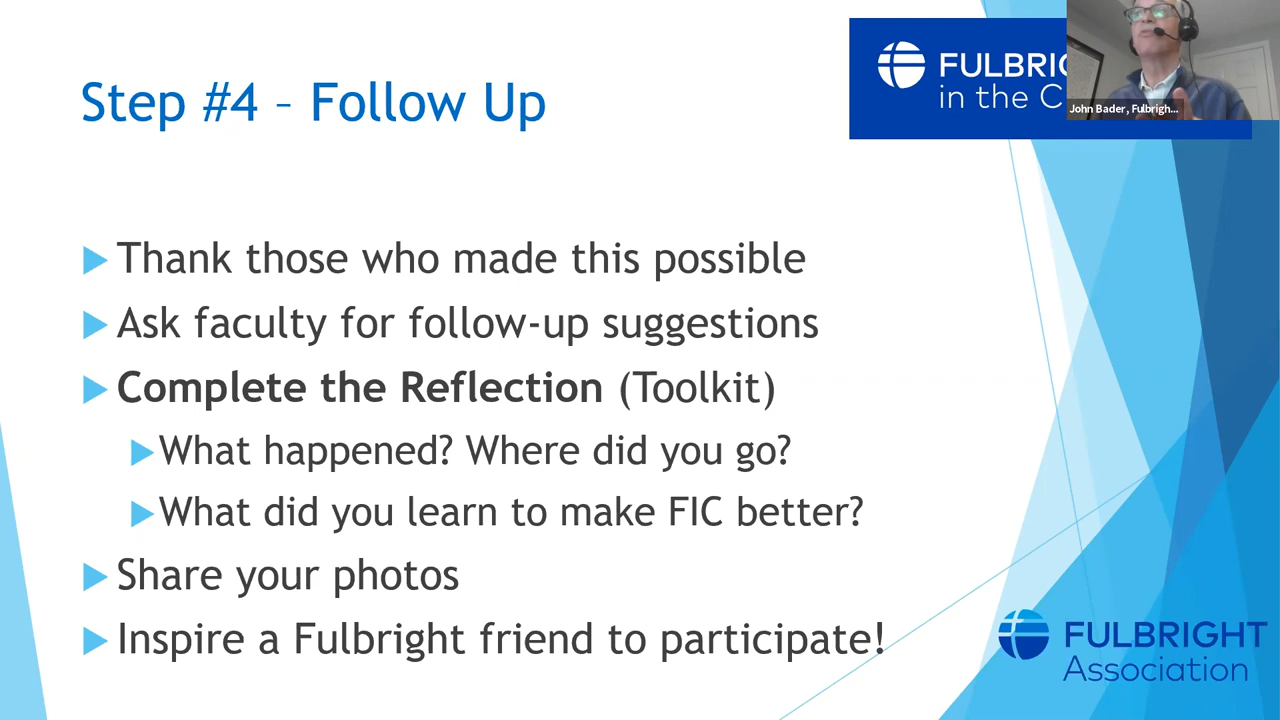 Step #4 – Follow Up
FULBRI
in the C
John Bader, Fulbrigh...
Thank those who made this possible
Ask faculty for follow-up suggestions
Complete the Reflection (Toolkit)
What happened? Where did you go?
What did you learn to make FIC better?
Share your photos
Inspire a Fulbright friend to participate!
FULBRIGHT
Association